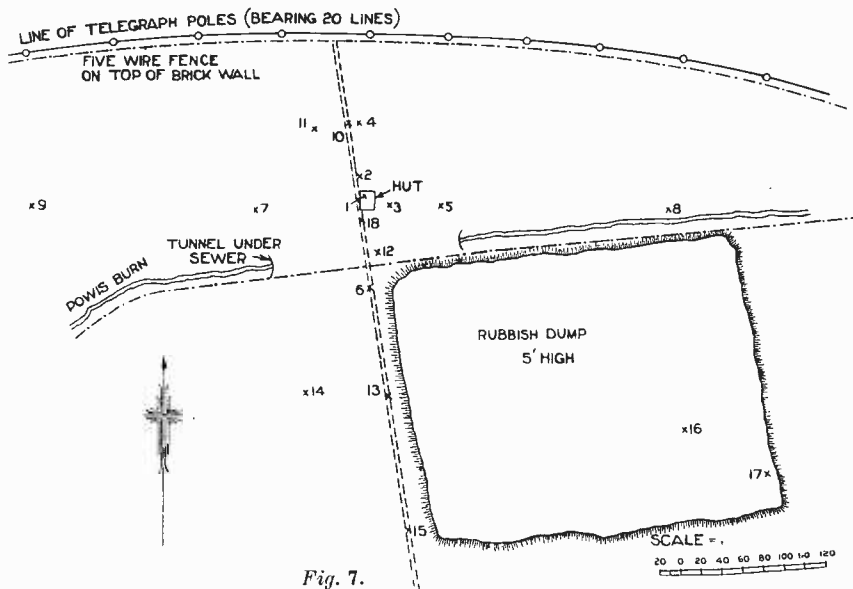 LINE OF TELEGRAPH POLES (BEARING 20 LINES)
FIVE WIRE FENCE
ON TOP OF BRICK WALL
11 10 4
2
HUT
9 7 1 3 5 8
18
TUNNEL UNDER
SEWER
12
POWIS BURN
6
RUBBISH DUMP
5' HIGH
14 13
16
17
15
SCALE =
20 0 20 40 60 80 100 120
Fig. 7.